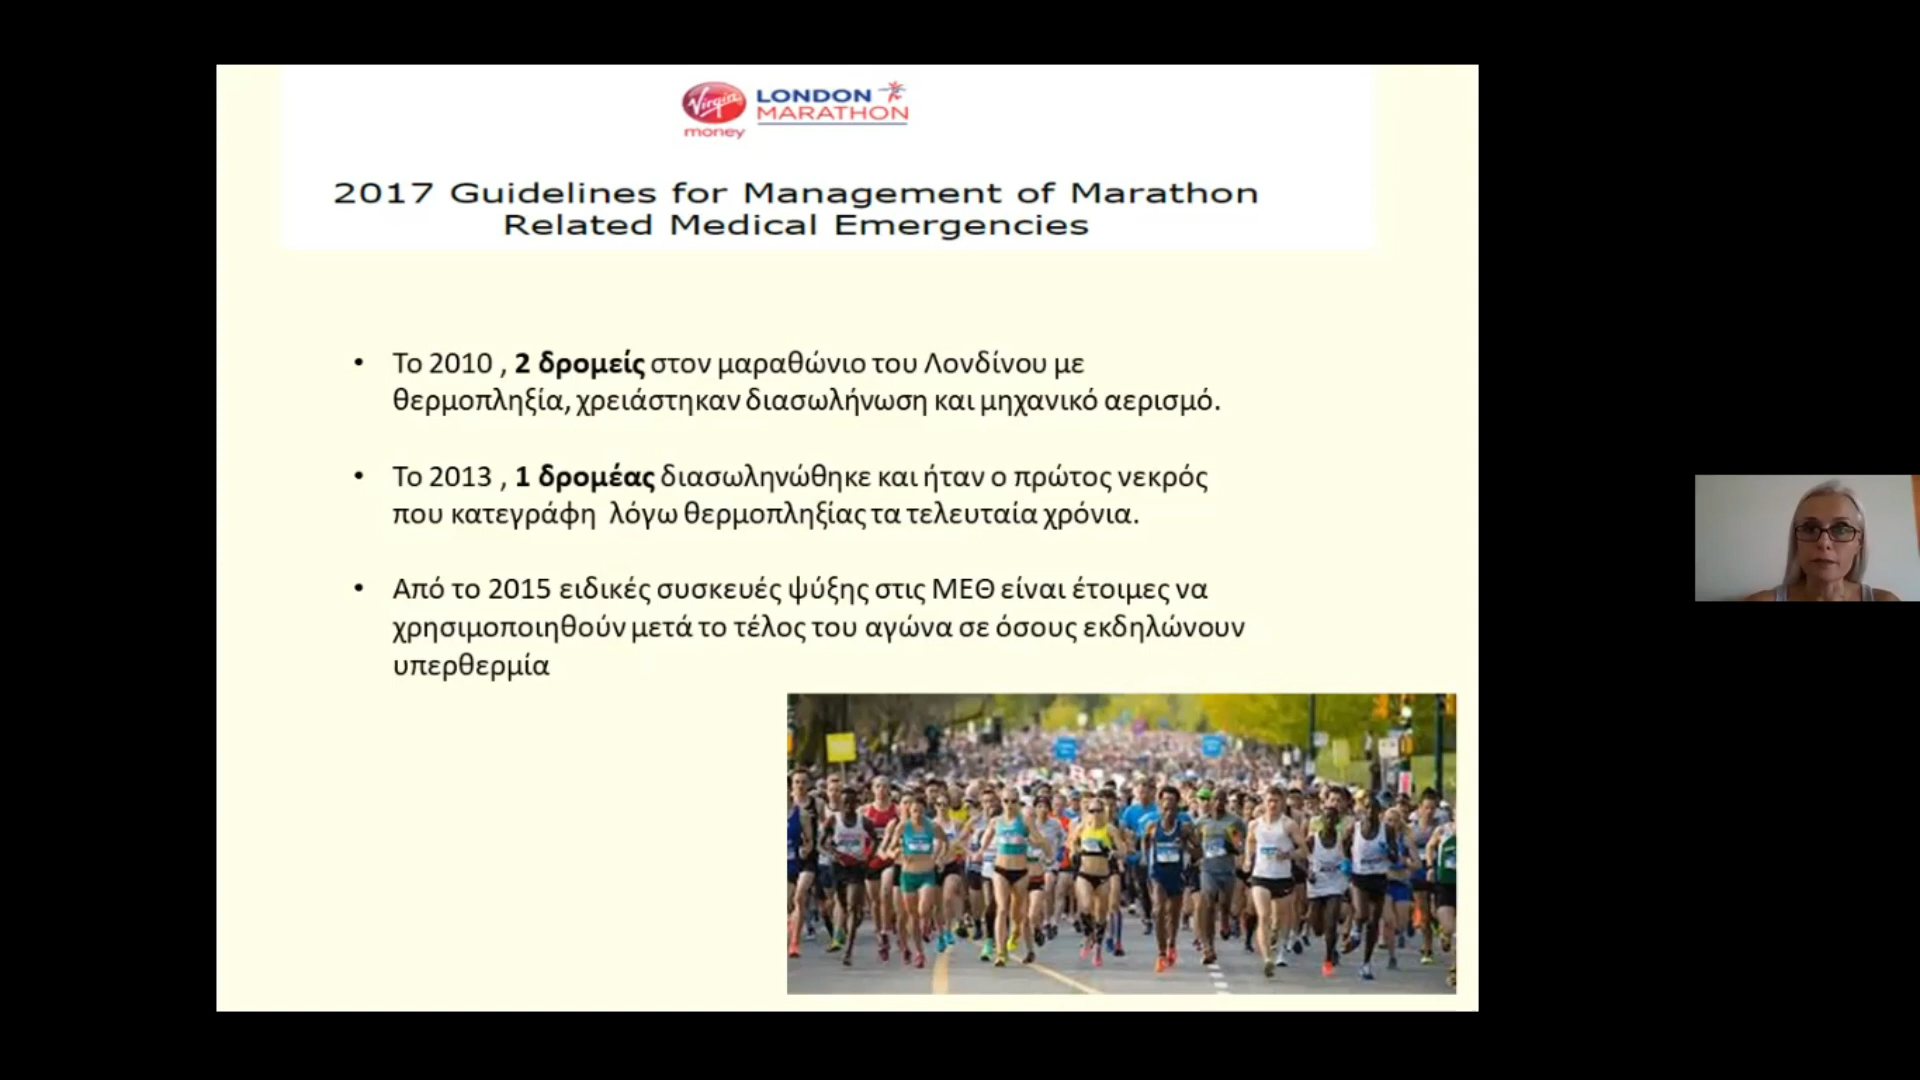 Virgin money
LONDON
MARATHON
2017 Guidelines for Management of Marathon
Related Medical Emergencies
• Το 2010 , 2 δρομείς στον μαραθώνιο του Λονδίνου με
θερμοπληξία, χρειάστηκαν διασωλήνωση και μηχανικό αερισμό.
• Το 2013 , 1 δρομέας διασωληνώθηκε και ήταν ο πρώτος νεκρός
που κατεγράφη λόγω θερμοπληξίας τα τελευταία χρόνια.
• Από το 2015 ειδικές συσκευές ψύξης στις ΜΕΘ είναι έτοιμες να
χρησιμοποιηθούν μετά το τέλος του αγώνα σε όσους εκδηλώνουν
υπερθερμία